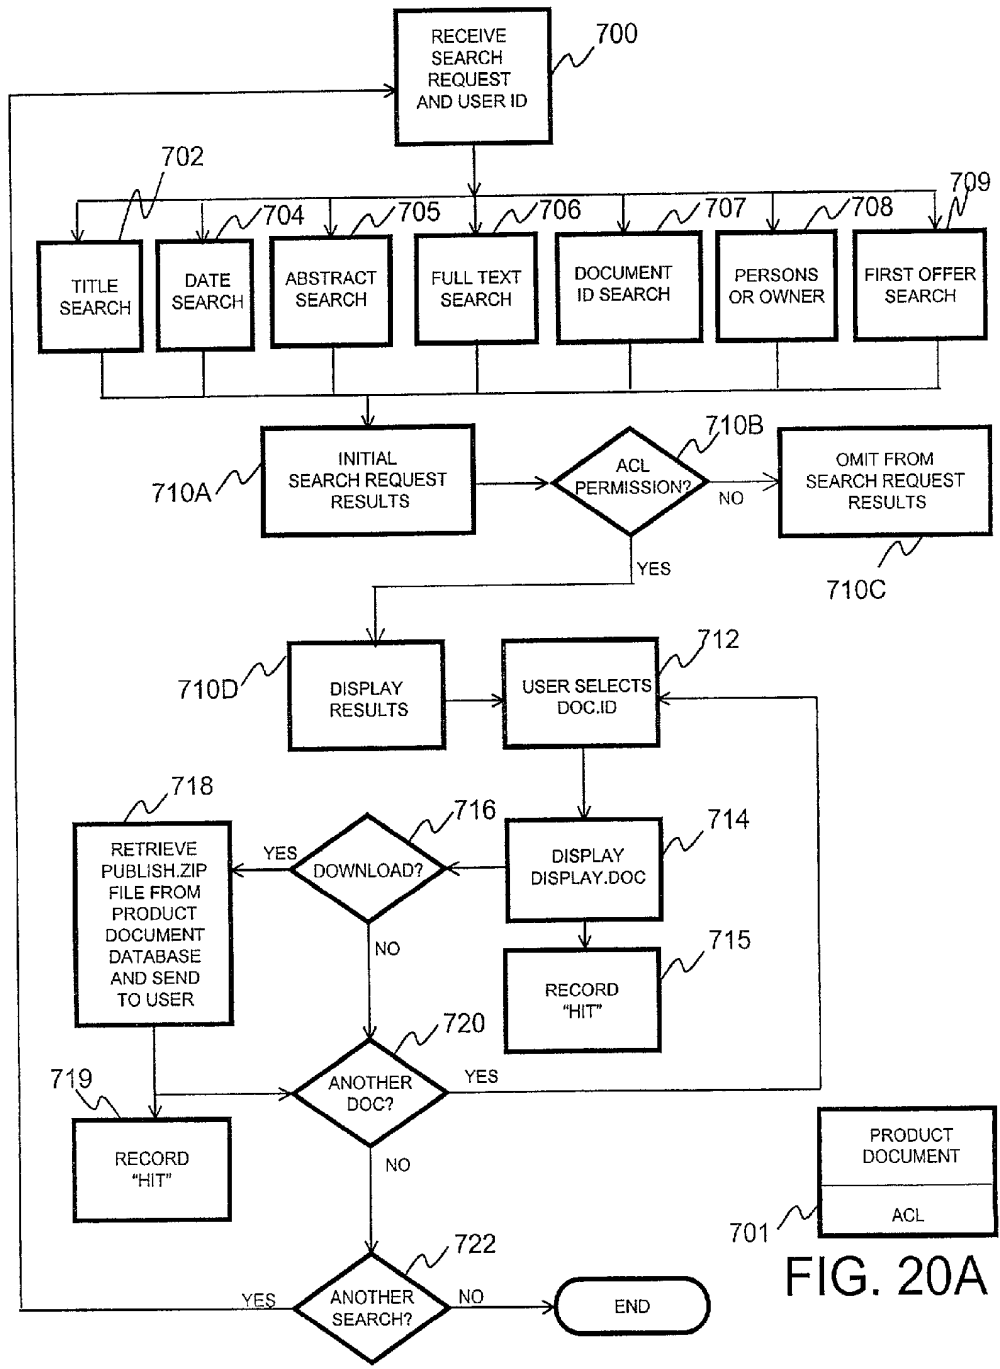 RECEIVE
SEARCH
REQUEST
AND USER ID
700
702
704
705
706
707
708
709
TITLE
SEARCH
DATE
SEARCH
ABSTRACT
SEARCH
FULL TEXT
SEARCH
DOCUMENT
ID SEARCH
PERSONS
OR OWNER
FIRST OFFER
SEARCH
710A
INITIAL
SEARCH REQUEST
RESULTS
710B
ACL
PERMISSION?
NO
YES
OMIT FROM
SEARCH REQUEST
RESULTS
710C
710D
DISPLAY
RESULTS
712
USER SELECTS
DOC.ID
718
RETRIEVE
PUBLISH.ZIP
FILE FROM
PRODUCT
DOCUMENT
DATABASE
AND SEND
TO USER
YES
716
DOWNLOAD?
NO
714
DISPLAY
DISPLAY.DOC
715
RECORD
"HIT"
720
ANOTHER
DOC?
YES
NO
719
RECORD
"HIT"
PRODUCT
DOCUMENT
ACL
701
722
YES
ANOTHER
SEARCH?
NO
END
FIG. 20A